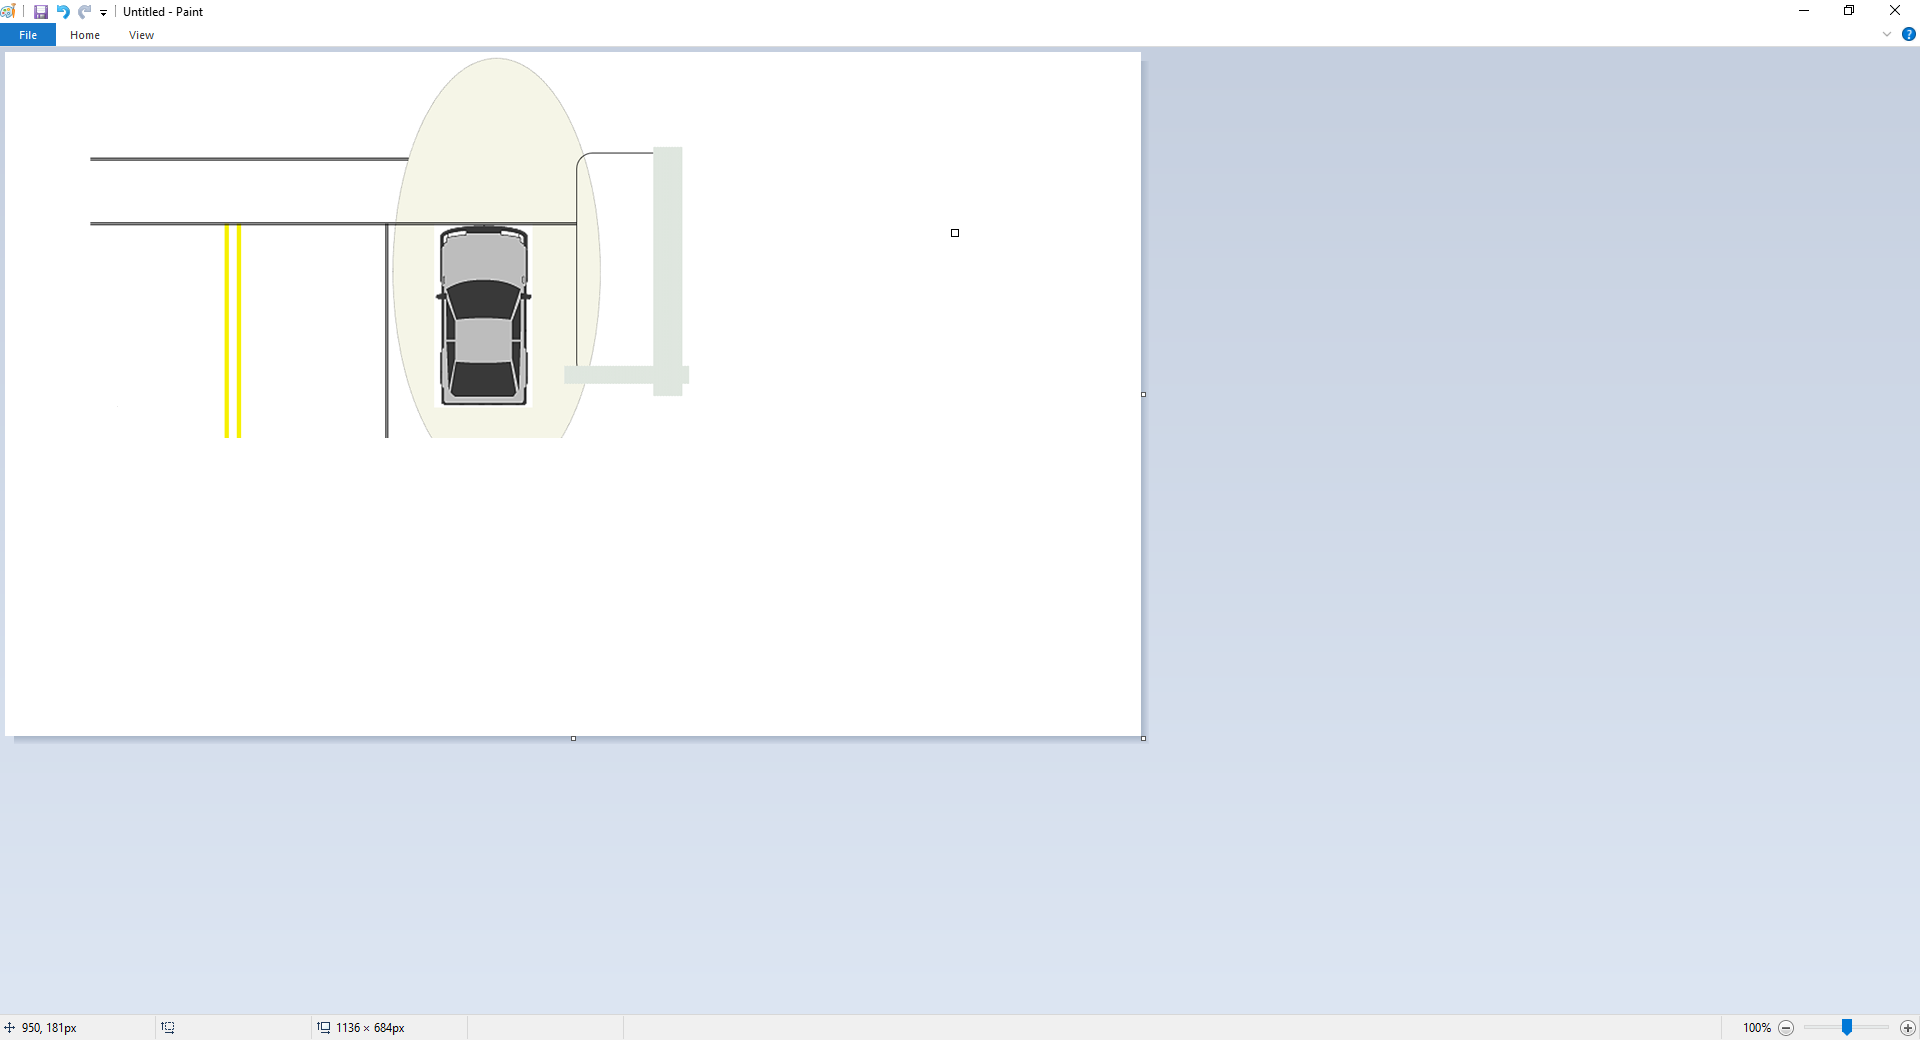 Untitled - Paint
File Home View
?
950, 181px
1136 × 684px
100%